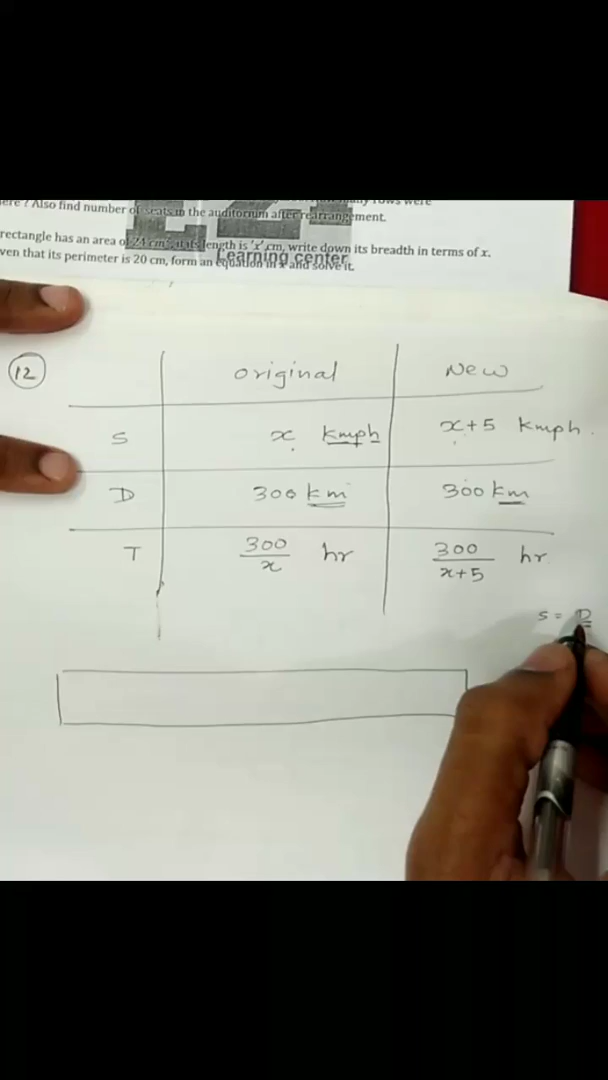 here ? Also find number of seats in the auditorium after rearrangement.
rectangle has an area of 24 cm². If its length is 'x' cm, write down its breadth in terms of x.
ven that its perimeter is 20 cm, form an equation in x and solve it.
Learning center
12
original New
S x kmph x+5 kmph.
D 300 km 300 km
T 300/x hr 300/x+5 hr
S = D